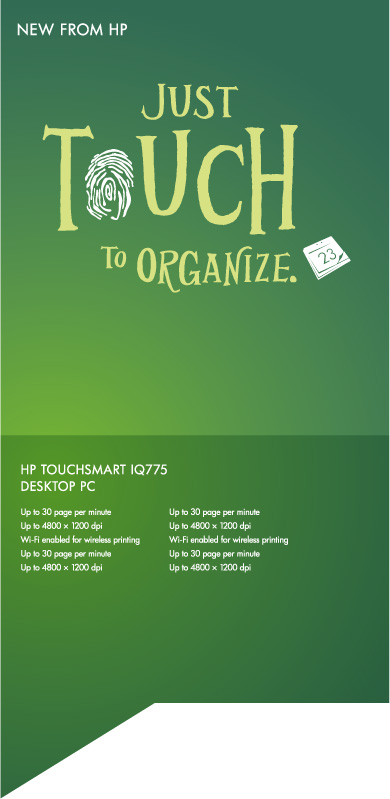 NEW FROM HP
JUST
TOUCH
TO ORGANIZE.
23
HP TOUCHSMART IQ775
DESKTOP PC
Up to 30 page per minute
Up to 4800 × 1200 dpi
Wi-Fi enabled for wireless printing
Up to 30 page per minute
Up to 4800 × 1200 dpi
Up to 30 page per minute
Up to 4800 × 1200 dpi
Wi-Fi enabled for wireless printing
Up to 30 page per minute
Up to 4800 × 1200 dpi